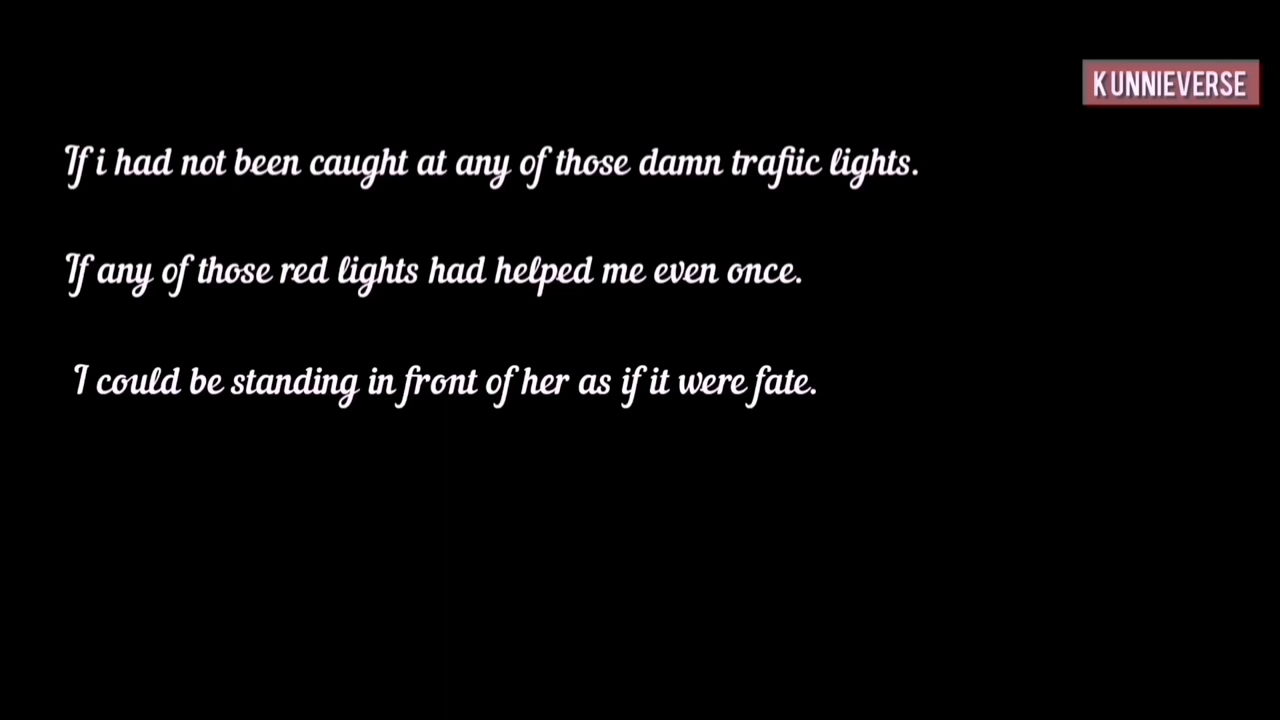 KUNNIEVERSE
If i had not been caught at any of those damn trafiic lights.
If any of those red lights had helped me even once.
I could be standing in front of her as if it were fate.